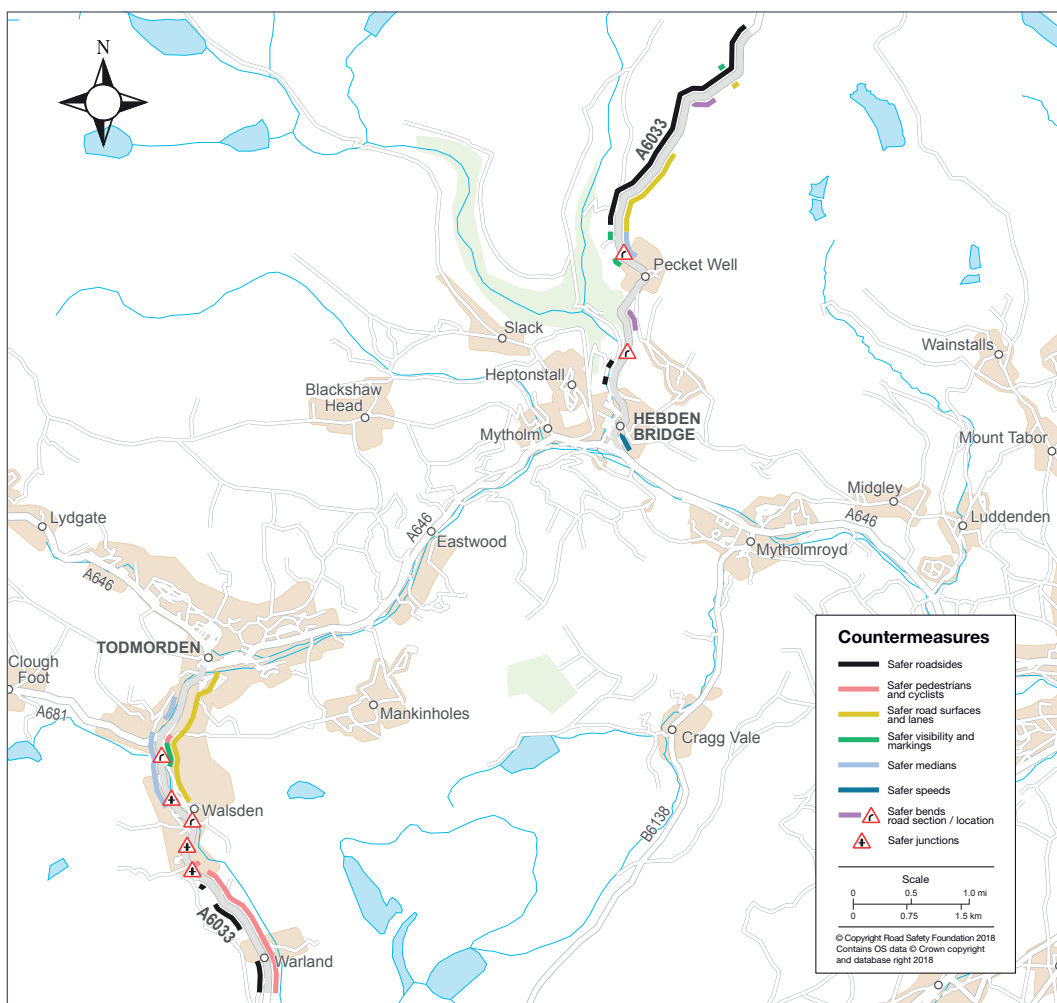 N
A6033
Pecket Well
Slack
Wainstalls
Heptonstall
Blackshaw
Head
HEBDEN
BRIDGE
Mytholm
Mount Tabor
Midgley
A646
Luddenden
Lydgate
A646
Eastwood
Mytholmroyd
A646
TODMORDEN
Clough
Foot
A681
Mankinholes
Cragg Vale
Walsden
B6138
A6033
Warland
Countermeasures
Safer roadsides
Safer pedestrians
and cyclists
Safer road surfaces
and lanes
Safer visibility and
markings
Safer medians
Safer speeds
Safer bends
road section / location
Safer junctions
Scale
0 0.5 1.0 mi
0 0.75 1.5 km
© Copyright Road Safety Foundation 2018
Contains OS data © Crown copyright
and database right 2018